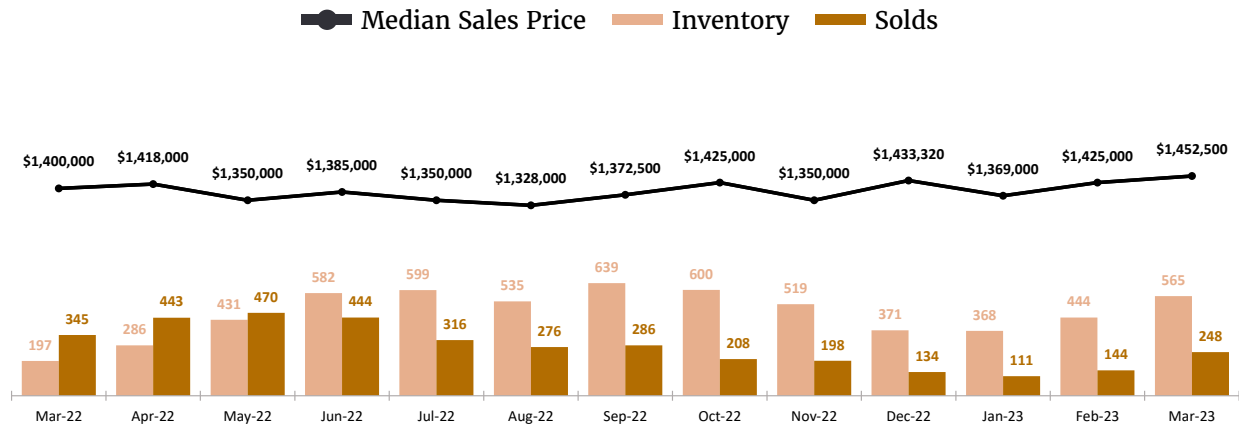 Median Sales Price Inventory Solds
$1,400,000 $1,418,000 $1,350,000 $1,385,000 $1,350,000 $1,328,000 $1,372,500 $1,425,000 $1,350,000 $1,433,320 $1,369,000 $1,425,000 $1,452,500
197 286 431 582 599 535 639 600 519 371 368 444 565
345 443 470 444 316 276 286 208 198 134 111 144 248
Mar-22 Apr-22 May-22 Jun-22 Jul-22 Aug-22 Sep-22 Oct-22 Nov-22 Dec-22 Jan-23 Feb-23 Mar-23